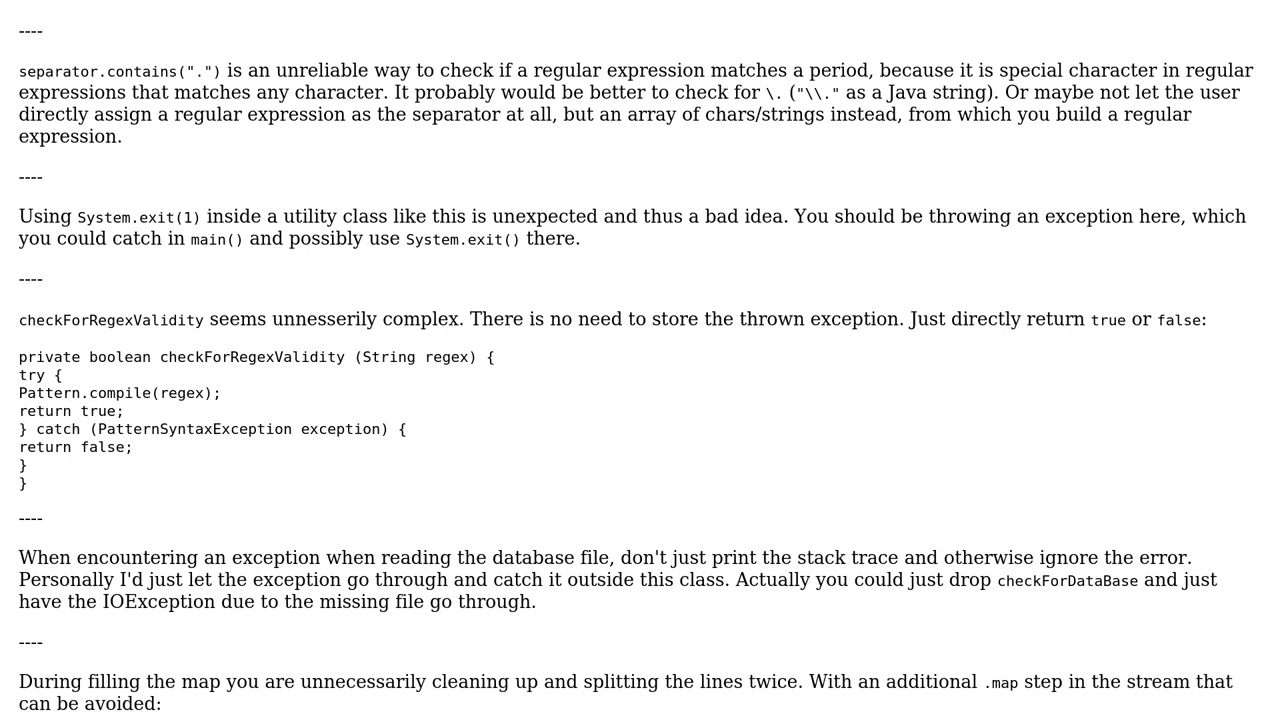 ----
separator.contains(".") is an unreliable way to check if a regular expression matches a period, because it is special character in regular
expressions that matches any character. It probably would be better to check for \. ("\\." as a Java string). Or maybe not let the user
directly assign a regular expression as the separator at all, but an array of chars/strings instead, from which you build a regular
expression.
----
Using System.exit(1) inside a utility class like this is unexpected and thus a bad idea. You should be throwing an exception here, which
you could catch in main() and possibly use System.exit() there.
----
checkForRegexValidity seems unnesserily complex. There is no need to store the thrown exception. Just directly return true or false:
private boolean checkForRegexValidity (String regex) {
try {
Pattern.compile(regex);
return true;
} catch (PatternSyntaxException exception) {
return false;
}
}
----
When encountering an exception when reading the database file, don't just print the stack trace and otherwise ignore the error.
Personally I'd just let the exception go through and catch it outside this class. Actually you could just drop checkForDataBase and just
have the IOException due to the missing file go through.
----
During filling the map you are unnecessarily cleaning up and splitting the lines twice. With an additional .map step in the stream that
can be avoided: